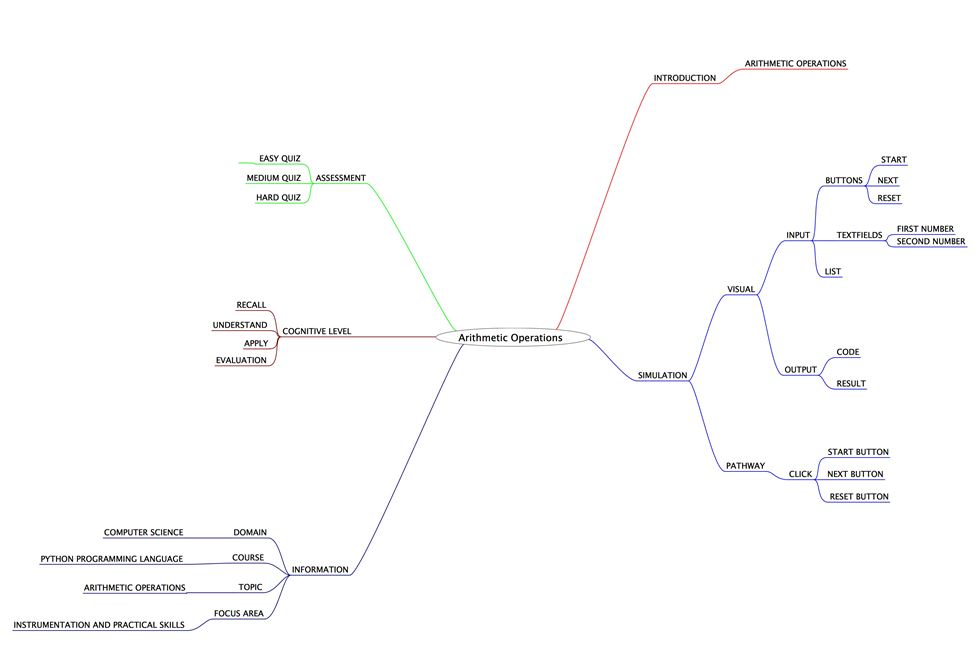 Arithmetic Operations
INTRODUCTION
ARITHMETIC OPERATIONS
SIMULATION
VISUAL
INPUT
BUTTONS
START
NEXT
RESET
TEXTFIELDS
FIRST NUMBER
SECOND NUMBER
LIST
OUTPUT
CODE
RESULT
PATHWAY
CLICK
START BUTTON
NEXT BUTTON
RESET BUTTON
ASSESSMENT
EASY QUIZ
MEDIUM QUIZ
HARD QUIZ
COGNITIVE LEVEL
RECALL
UNDERSTAND
APPLY
EVALUATION
INFORMATION
DOMAIN
COMPUTER SCIENCE
COURSE
PYTHON PROGRAMMING LANGUAGE
TOPIC
ARITHMETIC OPERATIONS
FOCUS AREA
INSTRUMENTATION AND PRACTICAL SKILLS